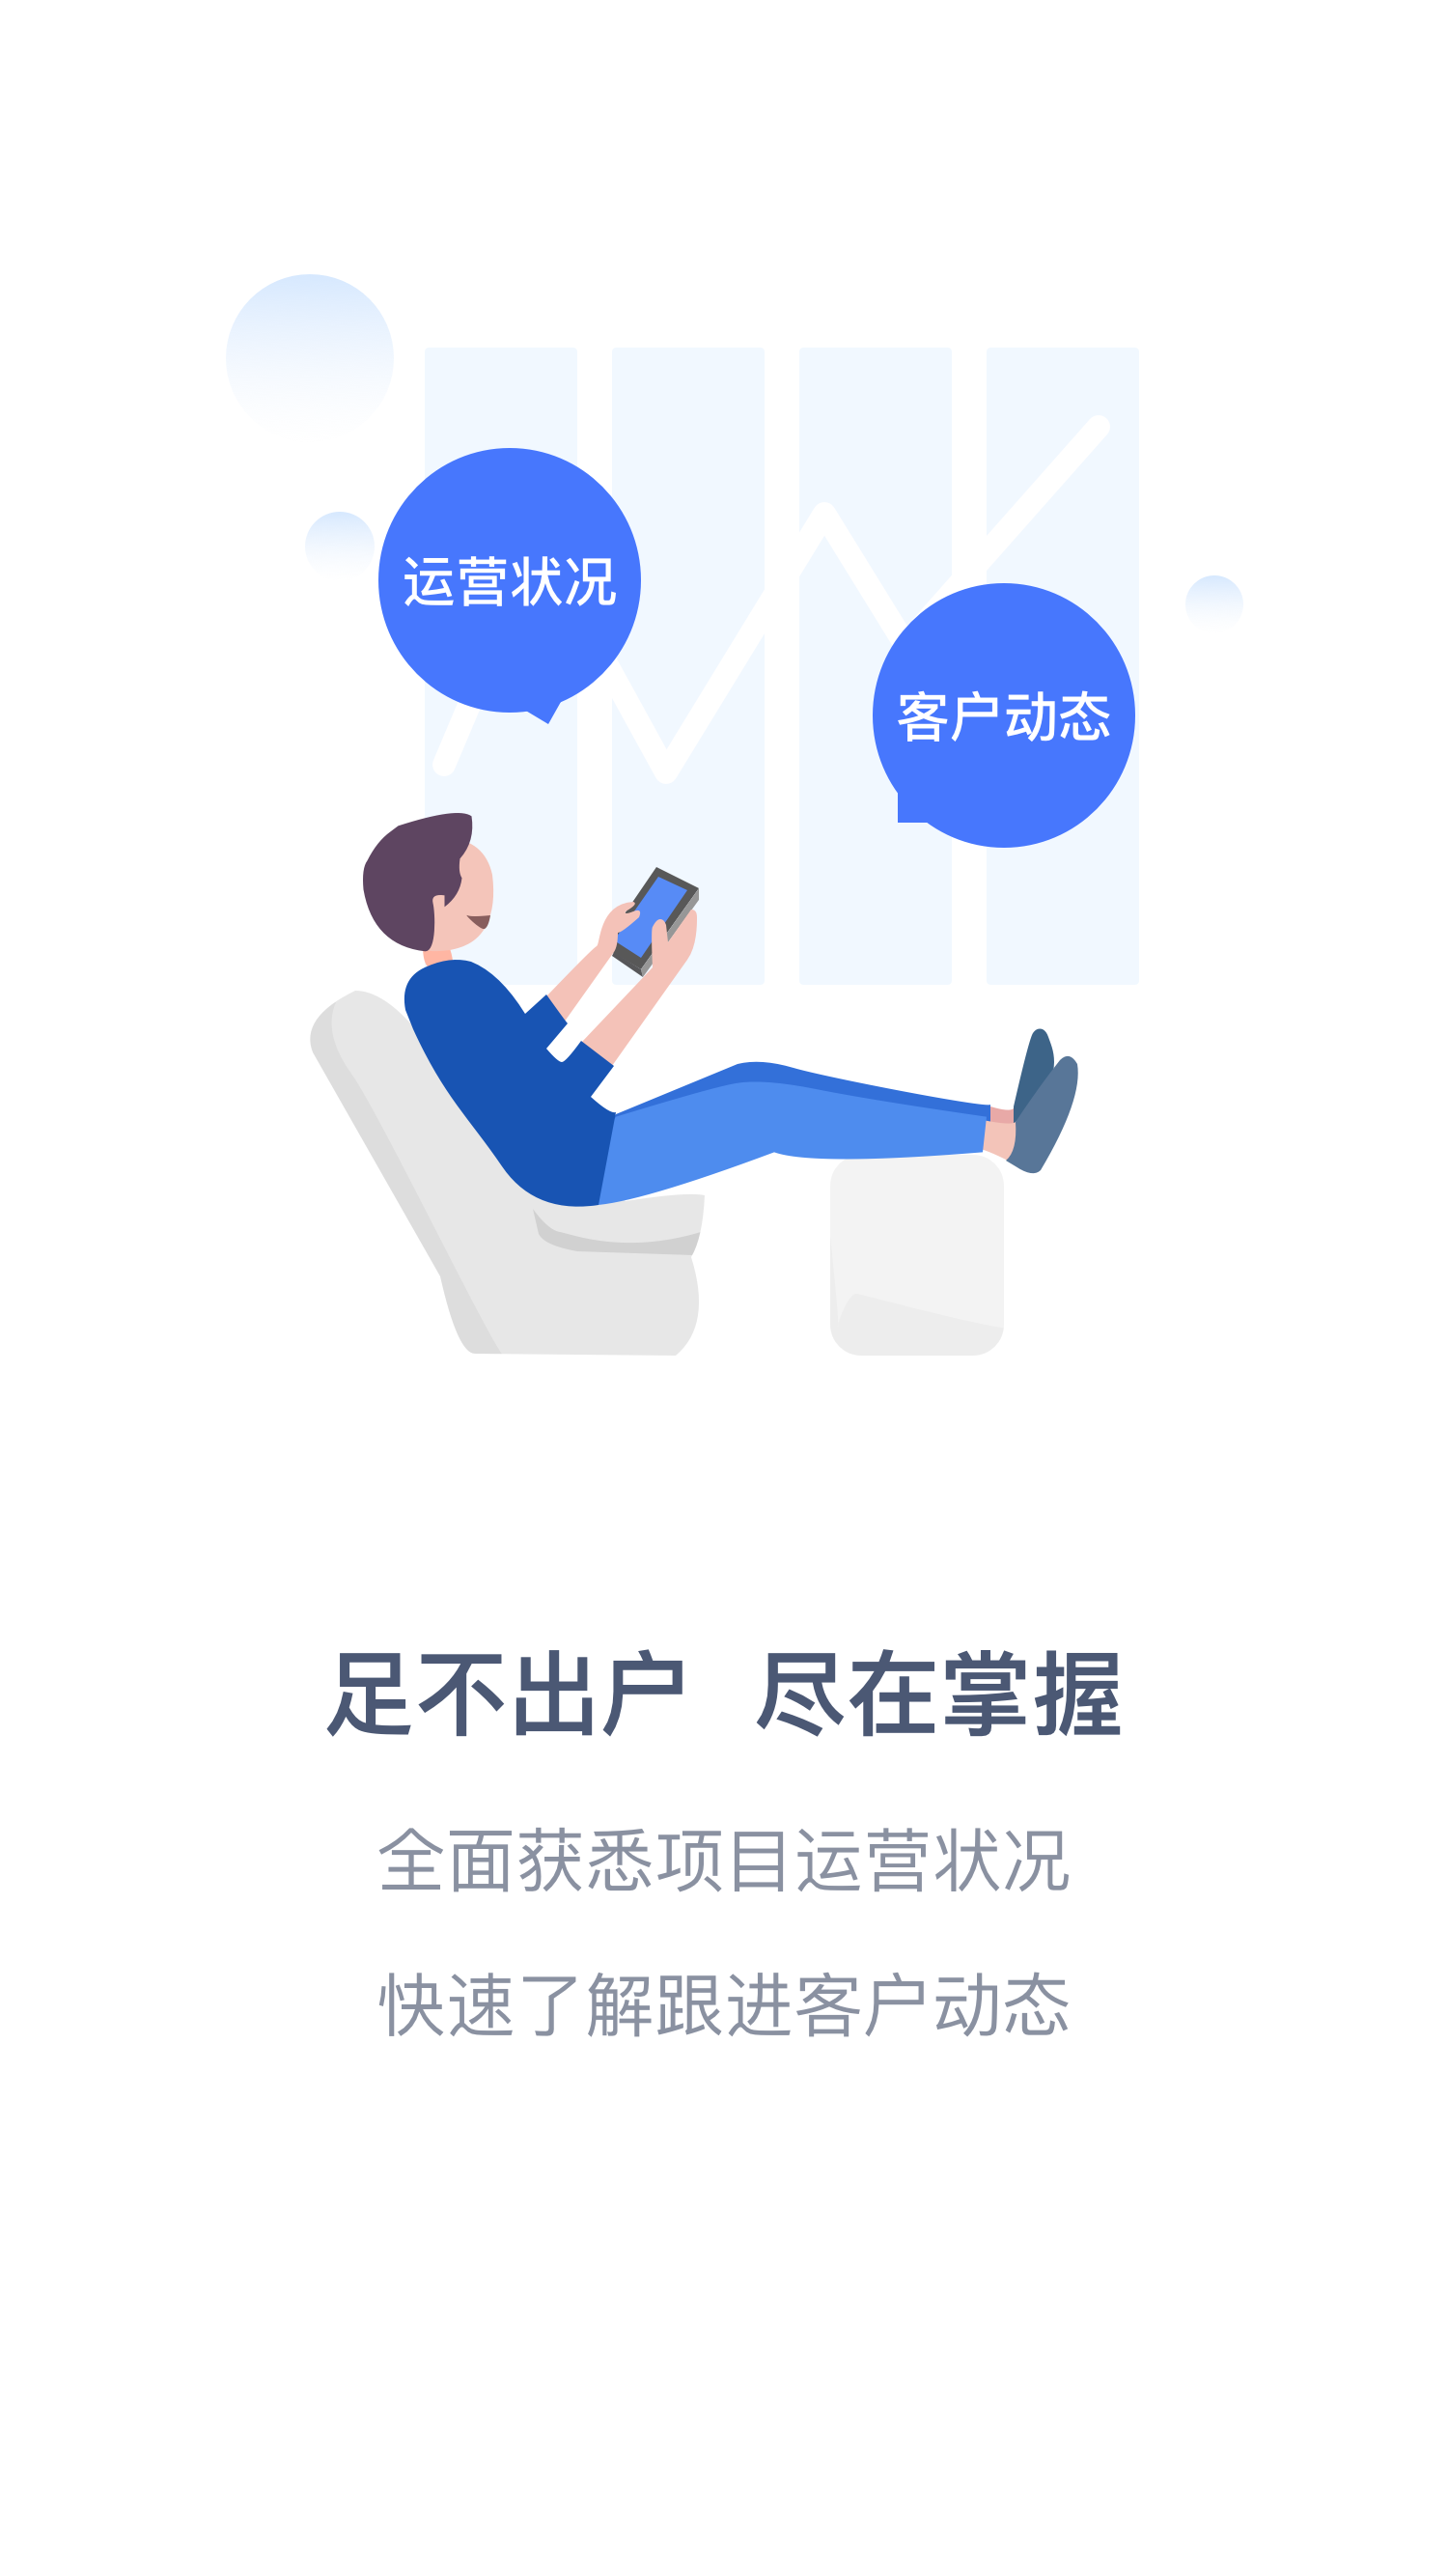 运营状况
客户动态
足不出户 尽在掌握
全面获悉项目运营状况
快速了解跟进客户动态